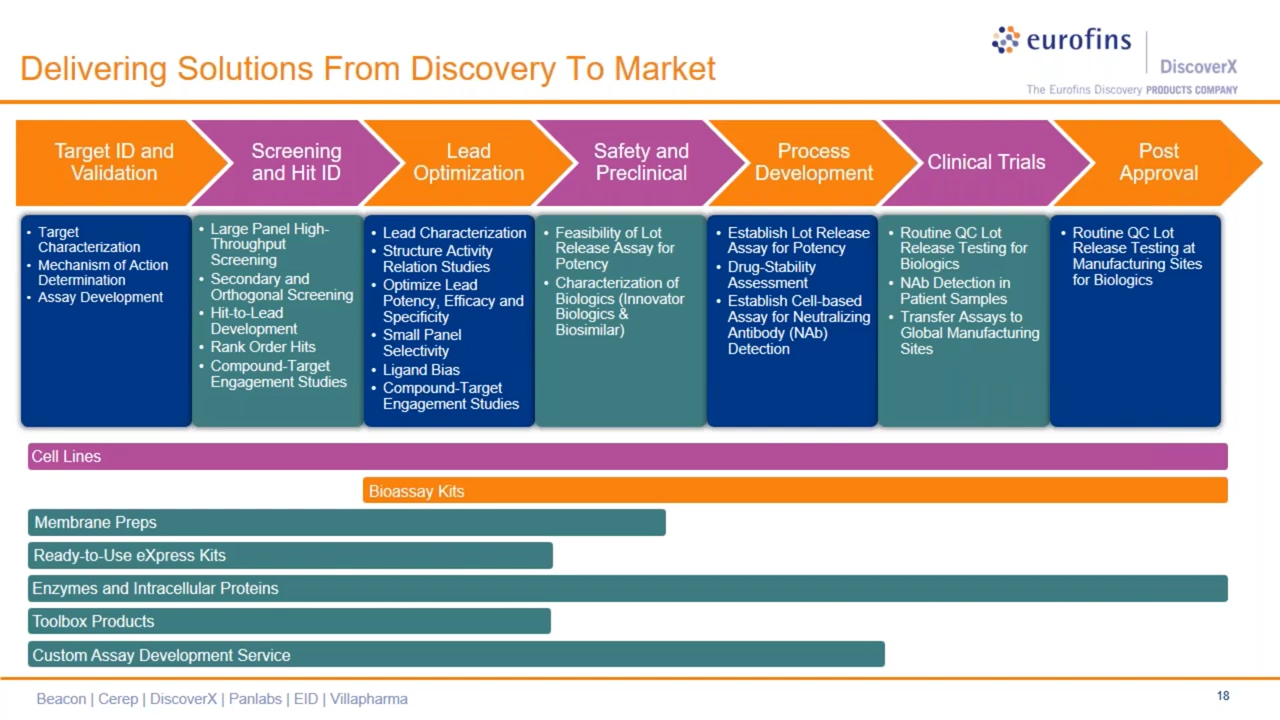 Delivering Solutions From Discovery To Market
eurofins
DiscoverX
The Eurofins Discovery PRODUCTS COMPANY
Target ID and
Validation
Screening
and Hit ID
Lead
Optimization
Safety and
Preclinical
Process
Development
Clinical Trials
Post
Approval
• Target
Characterization
• Mechanism of Action
Determination
• Assay Development
• Large Panel High-
Throughput
Screening
• Secondary and
Orthogonal Screening
• Hit-to-Lead
Development
• Rank Order Hits
• Compound-Target
Engagement Studies
• Lead Characterization
• Structure Activity
Relation Studies
• Optimize Lead
Potency, Efficacy and
Specificity
• Small Panel
Selectivity
• Ligand Bias
• Compound-Target
Engagement Studies
• Feasibility of Lot
Release Assay for
Potency
• Characterization of
Biologics (Innovator
Biologics &
Biosimilar)
• Establish Lot Release
Assay for Potency
• Drug-Stability
Assessment
• Establish Cell-based
Assay for Neutralizing
Antibody (NAb)
Detection
• Routine QC Lot
Release Testing for
Biologics
• NAb Detection in
Patient Samples
• Transfer Assays to
Global Manufacturing
Sites
• Routine QC Lot
Release Testing at
Manufacturing Sites
for Biologics
Cell Lines
Bioassay Kits
Membrane Preps
Ready-to-Use eXpress Kits
Enzymes and Intracellular Proteins
Toolbox Products
Custom Assay Development Service
Beacon | Cerep | DiscoverX | Panlabs | EID | Villapharma
18